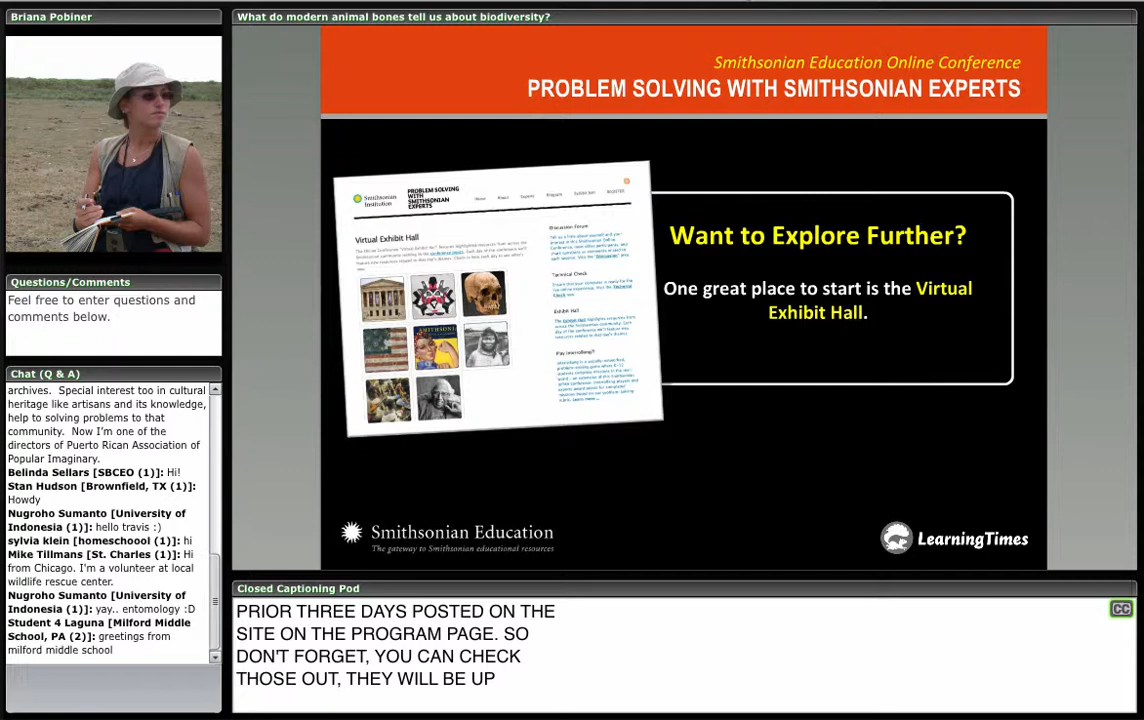 Briana Pobiner
What do modern animal bones tell us about biodiversity?
Smithsonian Education Online Conference
PROBLEM SOLVING WITH SMITHSONIAN EXPERTS
Smithsonian
Institution
PROBLEM SOLVING
WITH
SMITHSONIAN
EXPERTS
Virtual Exhibit Hall
Discussion Forum
Technical Check
Exhibit Hall
Want to Explore Further?
One great place to start is the Virtual
Exhibit Hall.
Smithsonian Education
The gateway to Smithsonian educational resources
LearningTimes
Questions/Comments
Feel free to enter questions and
comments below.
Chat (Q & A)
archives. Special interest too in cultural
heritage like artisans and its knowledge,
help to solving problems to that
community. Now I'm one of the
directors of Puerto Rican Association of
Popular Imaginary.
Belinda Sellars [SBCEO (1)]: Hi!
Stan Hudson [Brownfield, TX (1)]:
Howdy
Nugroho Sumanto [University of
Indonesia (1)]: hello travis :)
sylvia klein [homeschoool (1)]: hi
Mike Tillmans [St. Charles (1)]: Hi
from Chicago. I'm a volunteer at local
wildlife rescue center.
Nugroho Sumanto [University of
Indonesia (1)]: yay.. entomology :D
Student 4 Laguna [Milford Middle
School, PA (2)]: greetings from
milford middle school
Closed Captioning Pod
PRIOR THREE DAYS POSTED ON THE
SITE ON THE PROGRAM PAGE. SO
DON'T FORGET, YOU CAN CHECK
THOSE OUT, THEY WILL BE UP
CC